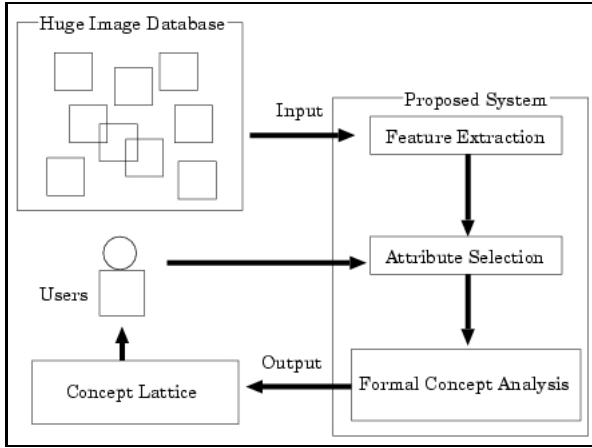 Huge Image Database
Input
Proposed System
Feature Extraction
Attribute Selection
Users
Output
Concept Lattice
Formal Concept Analysis